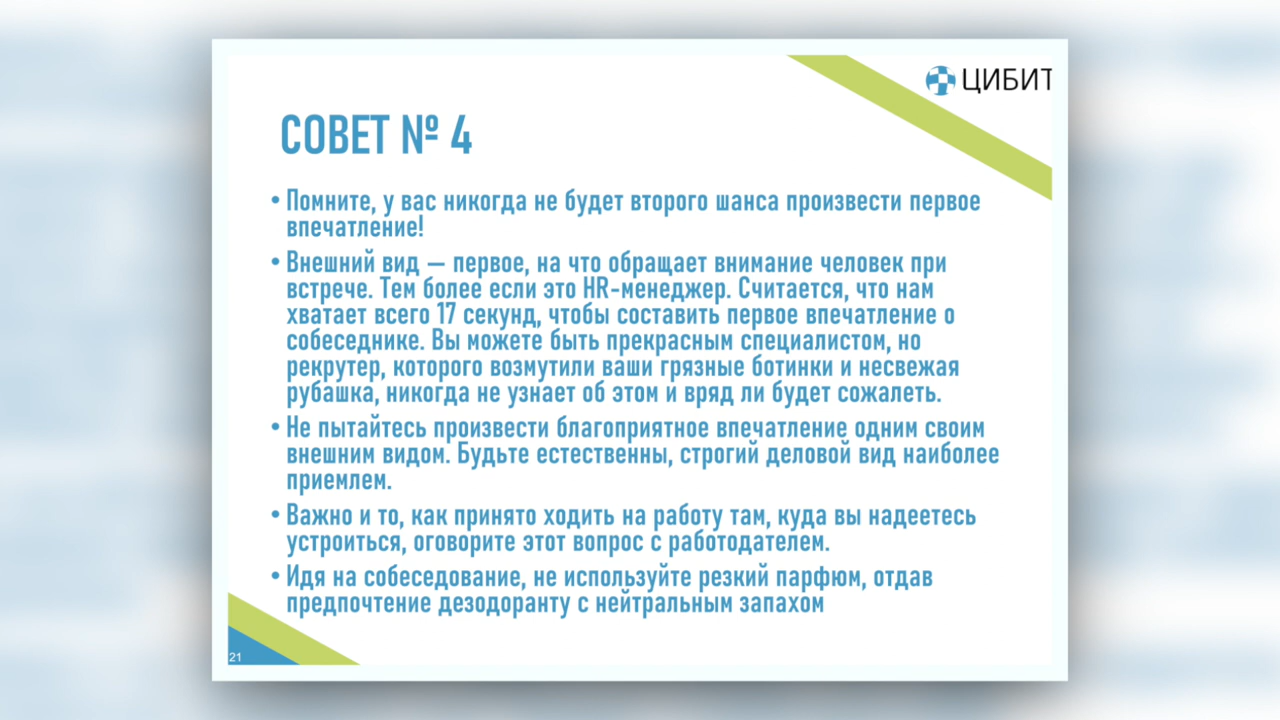 ЦИБИТ
СОВЕТ № 4
• Помните, у вас никогда не будет второго шанса произвести первое
впечатление!
• Внешний вид — первое, на что обращает внимание человек при
встрече. Тем более если это HR-менеджер. Считается, что нам
хватает всего 17 секунд, чтобы составить первое впечатление о
собеседнике. Вы можете быть прекрасным специалистом, но
рекрутер, которого возмутили ваши грязные ботинки и несвежая
рубашка, никогда не узнает об этом и вряд ли будет сожалеть.
• Не пытайтесь произвести благоприятное впечатление одним своим
внешним видом. Будьте естественны, строгий деловой вид наиболее
приемлем.
• Важно и то, как принято ходить на работу там, куда вы надеетесь
устроиться, оговорите этот вопрос с работодателем.
• Идя на собеседование, не используйте резкий парфюм, отдав
предпочтение дезодоранту с нейтральным запахом
21